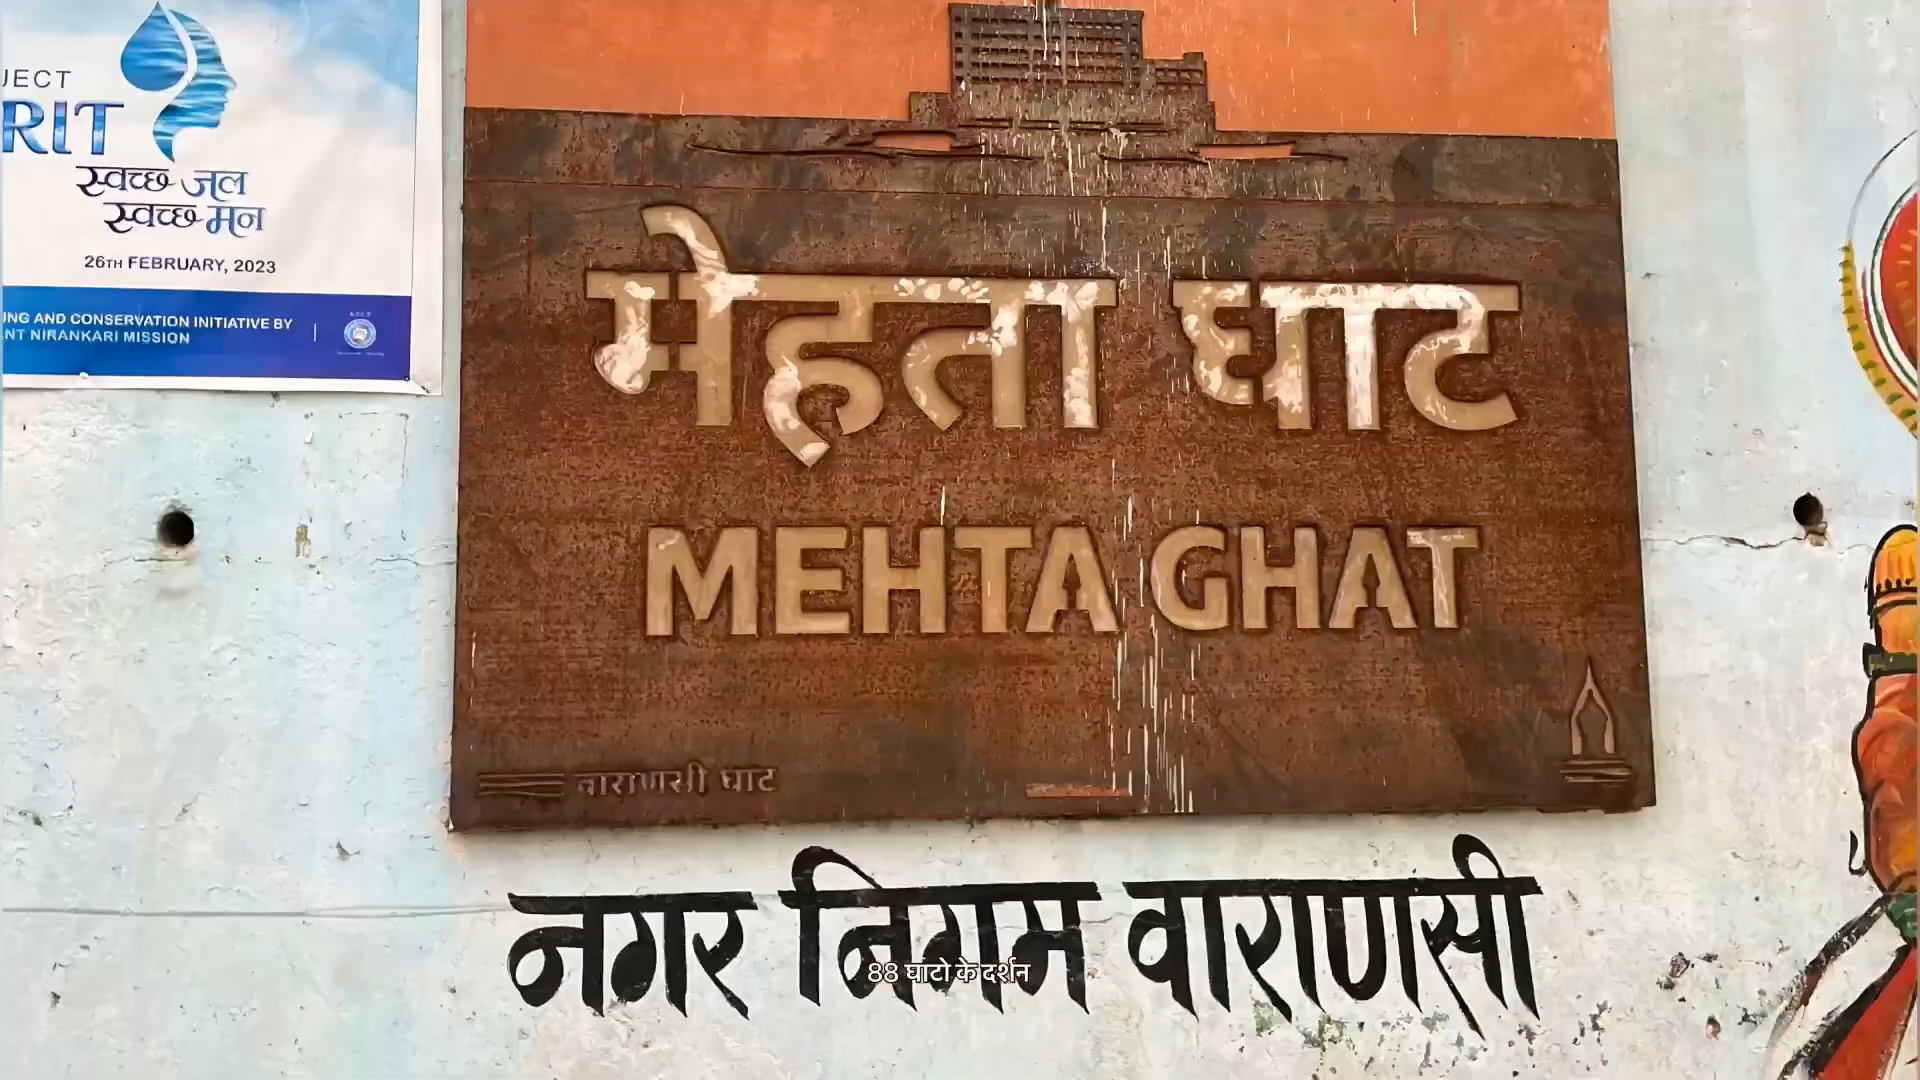 JECT
RIT
स्वच्छ जल
स्वच्छ मन
26TH FEBRUARY, 2023
ING AND CONSERVATION INITIATIVE BY
NT NIRANKARI MISSION
मेहता घाट
MEHTA GHAT
वाराणसी घाट
नगर निगम वाराणसी
88 घाटो के दर्शन